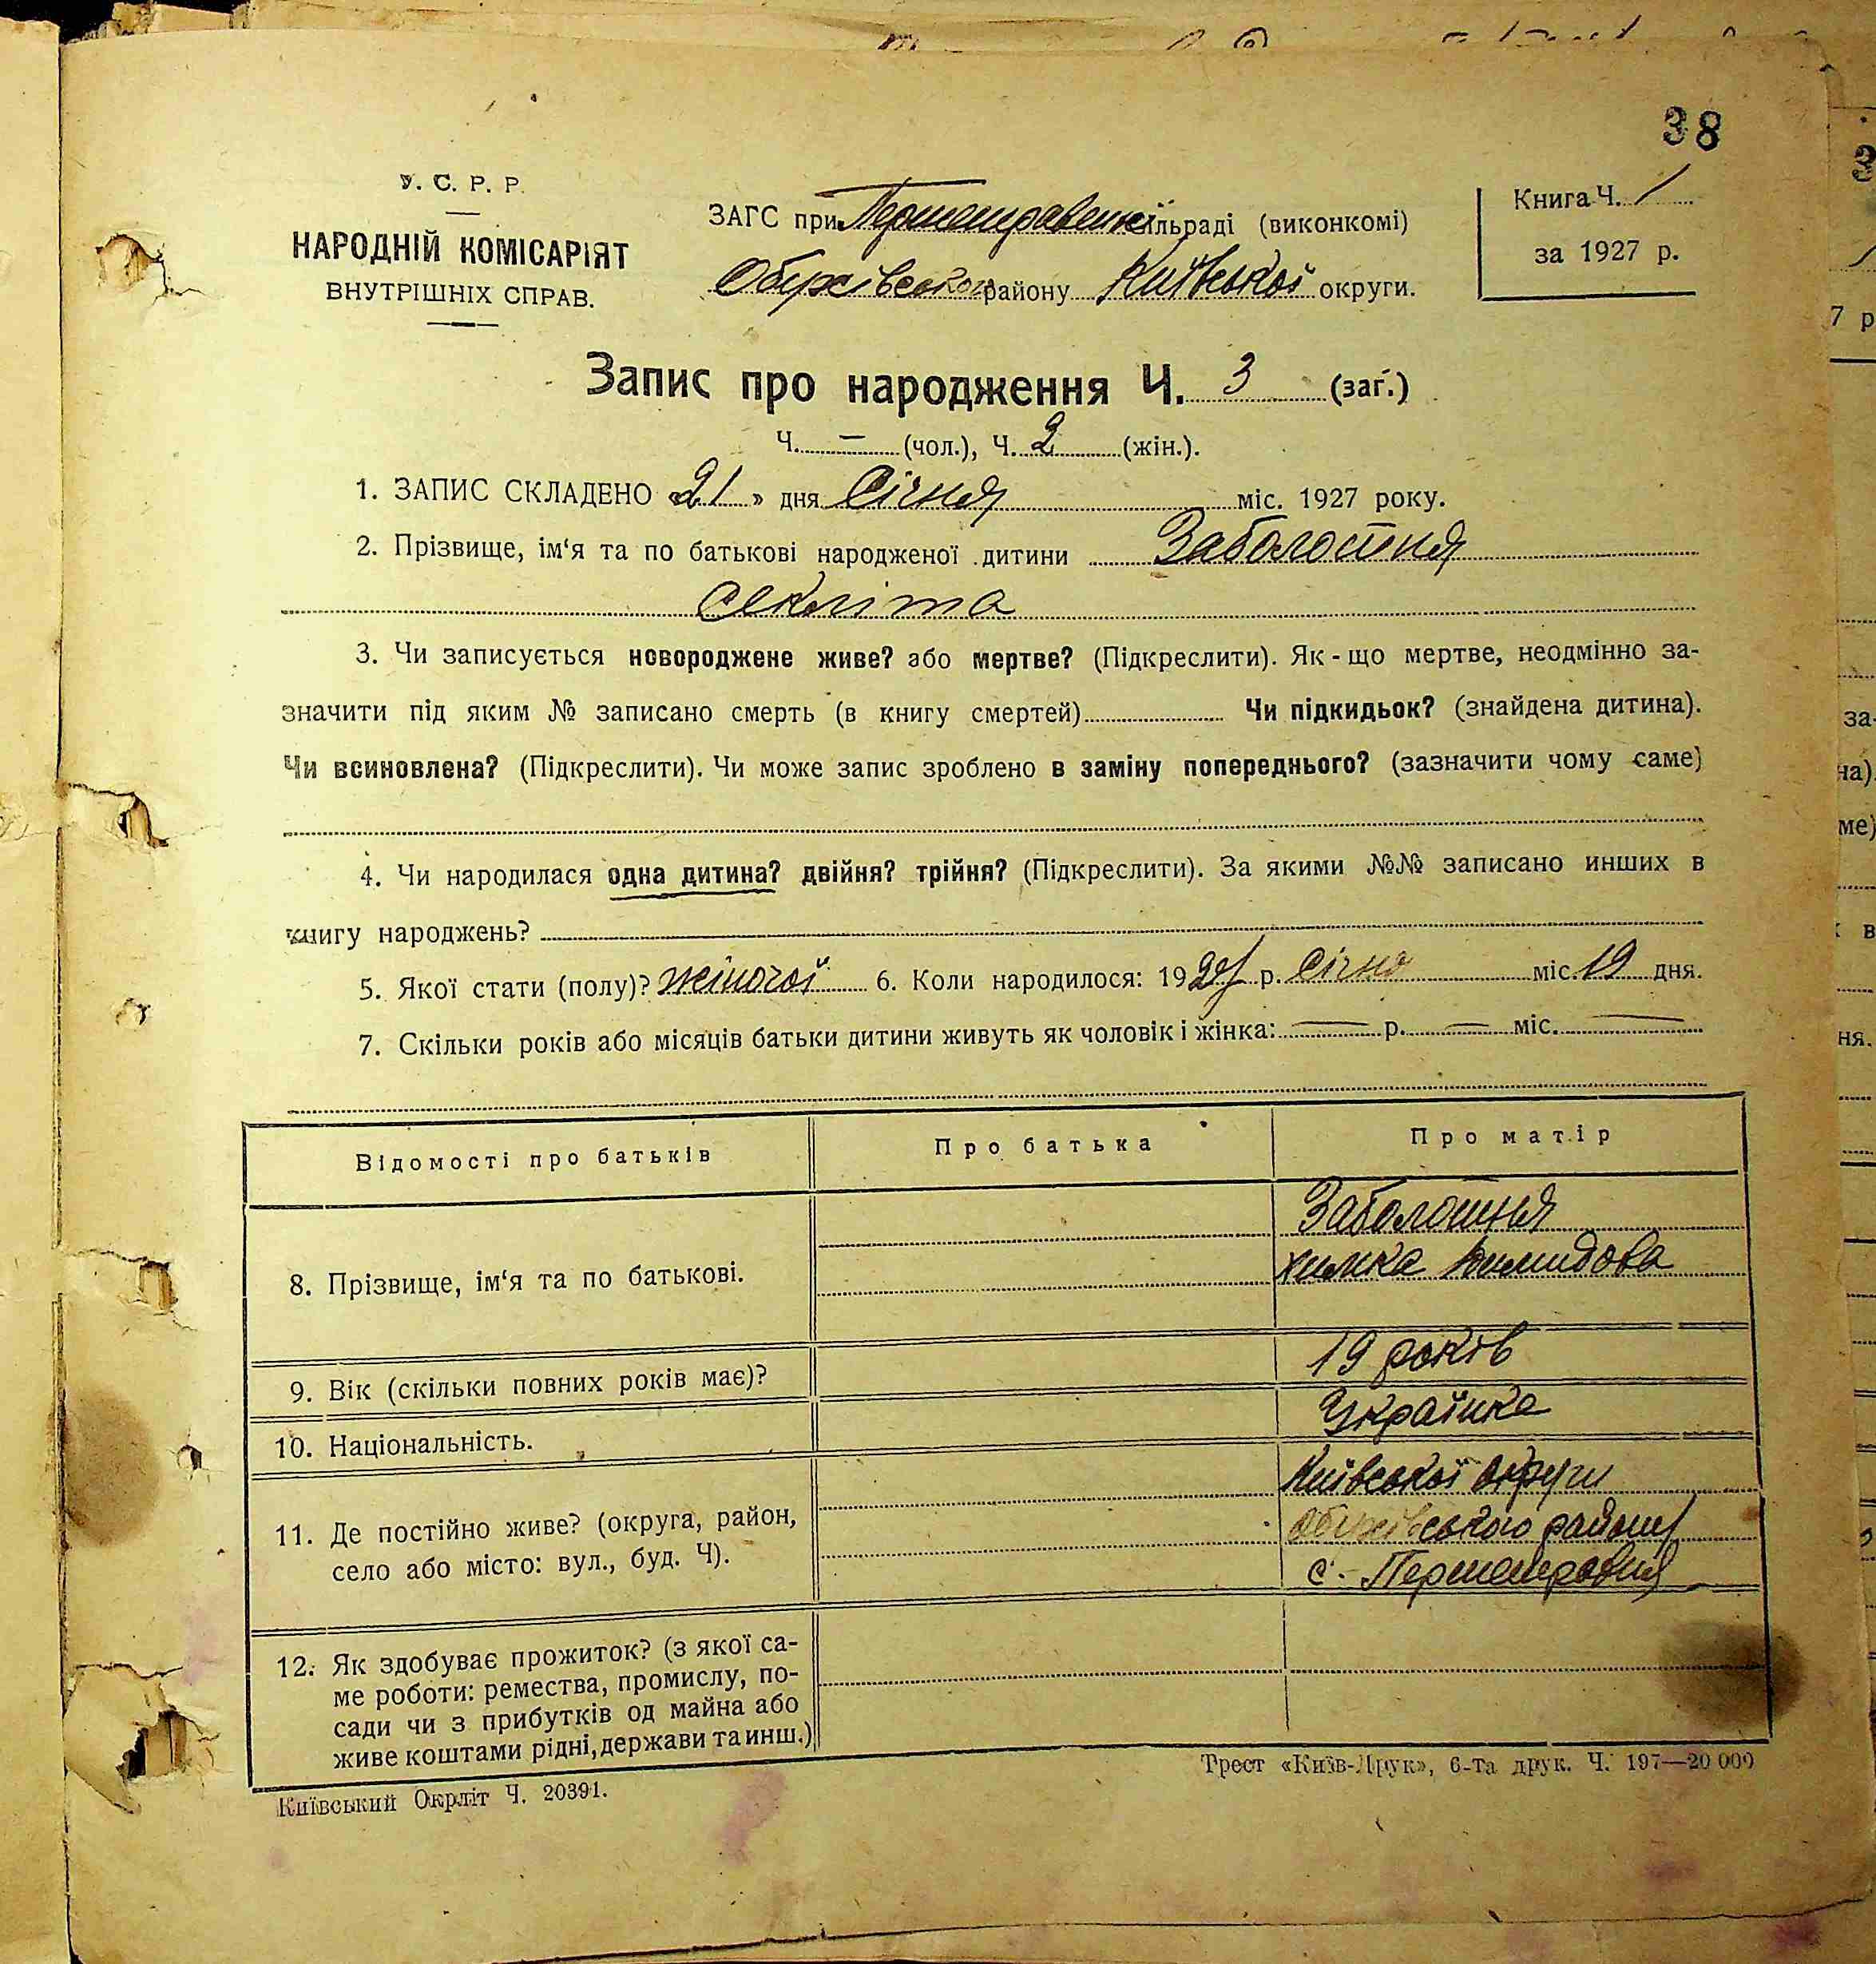 38
У. С. Р. Р.
НАРОДНІЙ КОМІСАРІЯТ
ВНУТРІШНІХ СПРАВ.
ЗАГС при сільраді (виконкомі)
Обухівського району Київської округи.
Книга Ч. 1
за 1927 р.
Запис про народження Ч. 3 (заг.)
Ч. — (чол.), Ч. 2 (жін.).
1. ЗАПИС СКЛАДЕНО «21» дня Січня міс. 1927 року.
2. Прізвище, ім‘я та по батькові народженої дитини Заболотня
Секліта
3. Чи записується новороджене живе? або мертве? (Підкреслити). Як-що мертве, неодмінно за-
значити під яким № записано смерть (в книгу смертей) Чи підкидьок? (знайдена дитина).
Чи всиновлена? (Підкреслити). Чи може запис зроблено в заміну попереднього? (зазначити чому саме)
4. Чи народилася одна дитина? двійня? трійня? (Підкреслити). За якими №№ записано инших в
книгу народжень?
5. Якої стати (полу)? жіночої 6. Коли народилося: 1927 р. Січня міс. 19 дня.
7. Скільки років або місяців батьки дитини живуть як чоловік і жінка: — р. — міс. —
Відомості про батьків Про батька Про матір
8. Прізвище, ім‘я та по батькові.
Заболотня
Химка
9. Вік (скільки повних років має)? 19 років
10. Національність. Українка
11. Де постійно живе? (округа, район,
село або місто: вул., буд. Ч).
Київської округи
Обухівського району
с.
12. Як здобуває прожиток? (з якої са-
ме роботи: ремества, промислу, по-
сади чи з прибутків од майна або
живе коштами рідні, держави та инш.)
Київський Окрліт Ч. 20391.
Трест «Київ-Друк», 6-та друк. Ч. 197—20 000